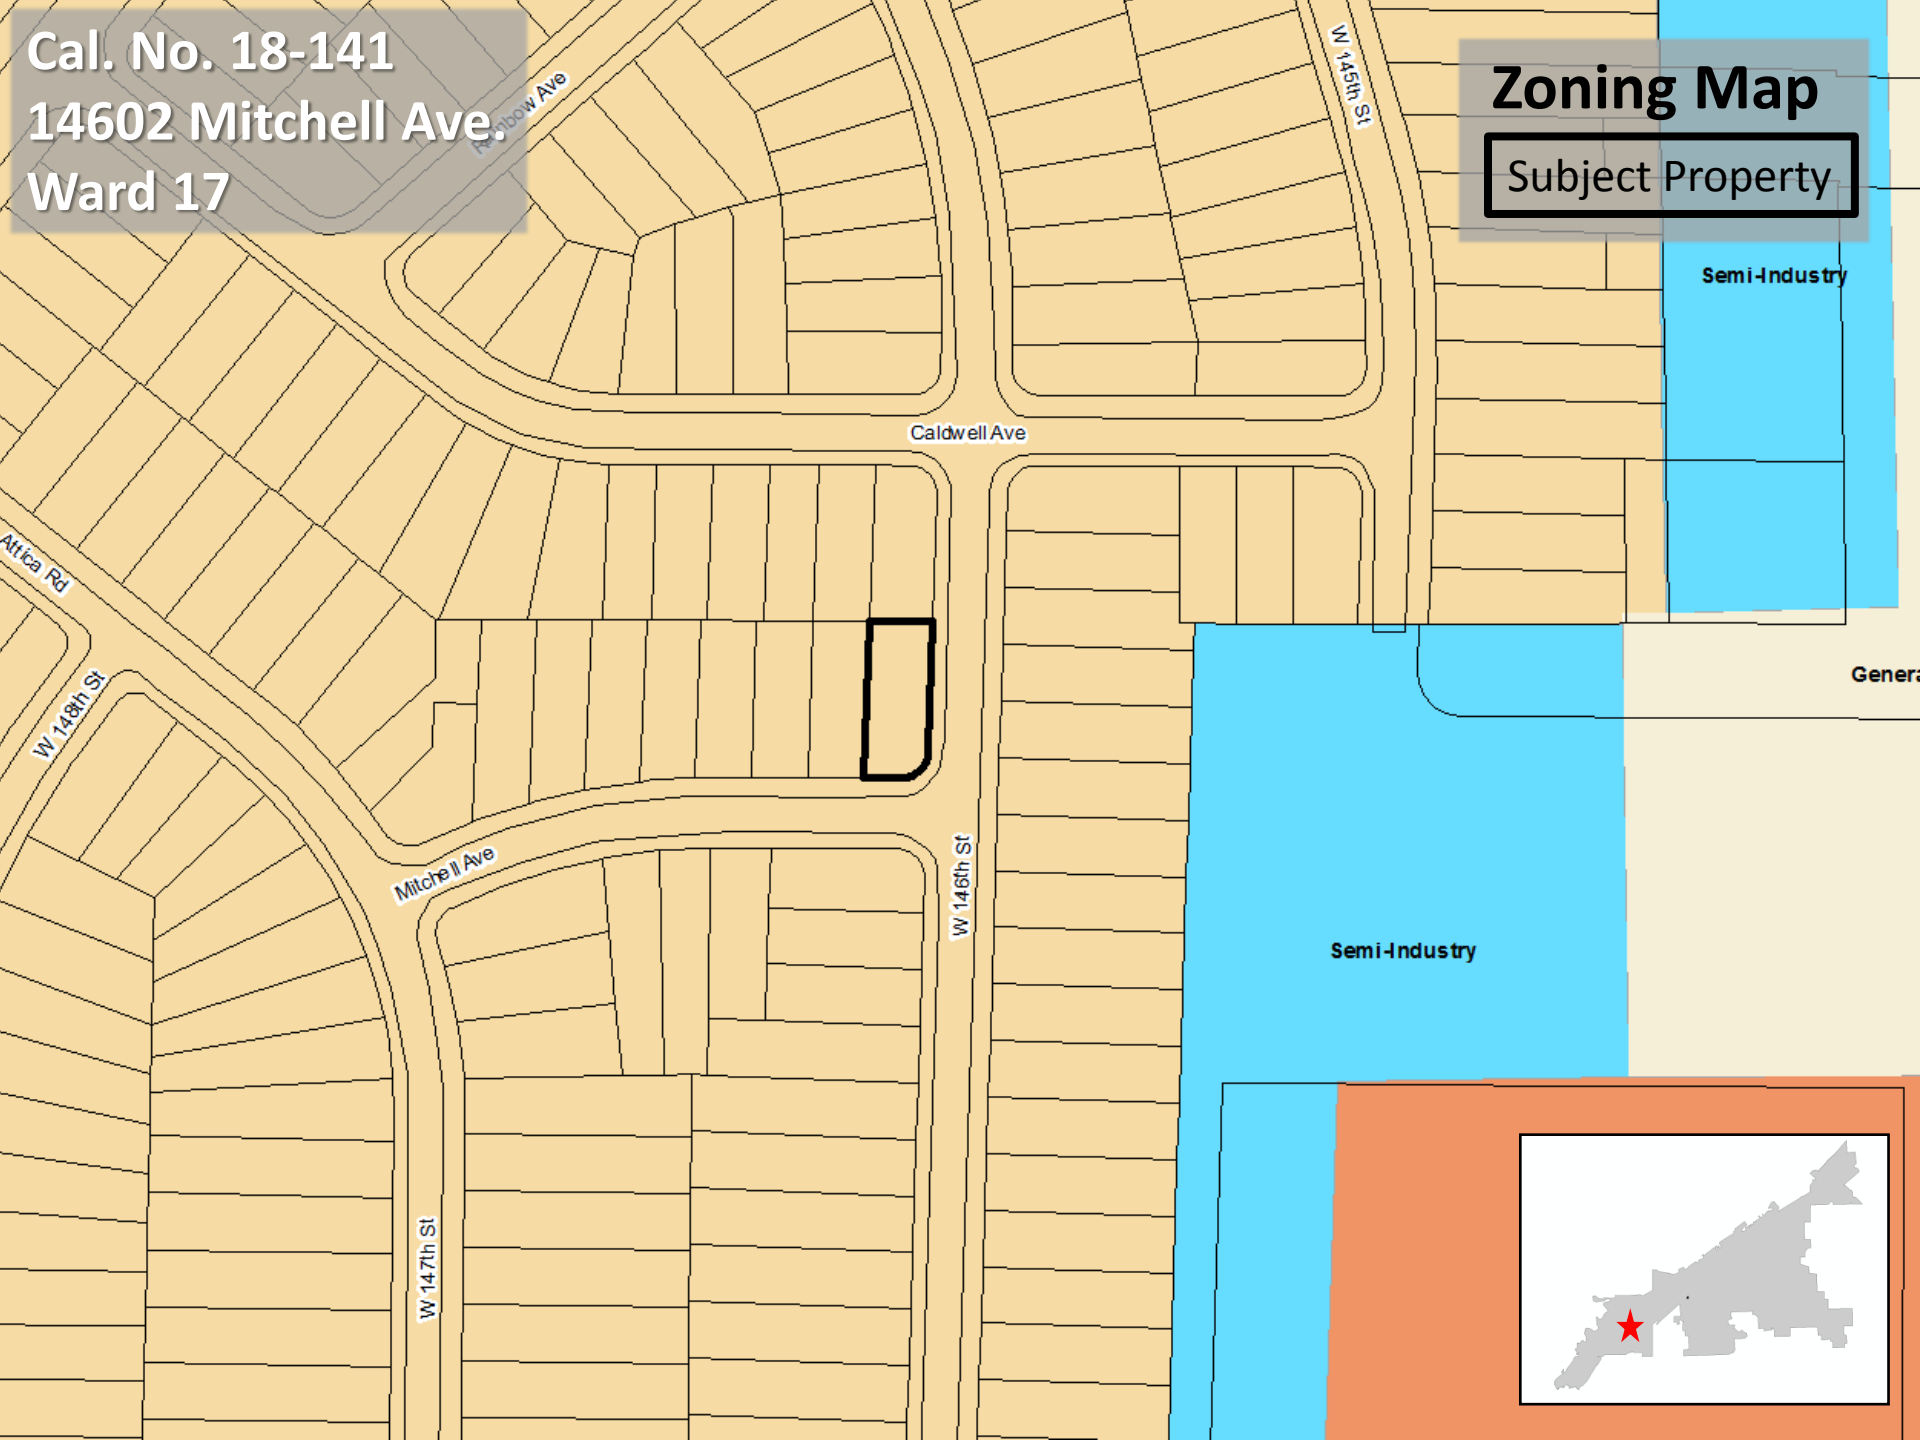 Cal. No. 18-141
14602 Mitchell Ave.
Ward 17
Zoning Map
Subject Property
Rainbow Ave
W 145th St
Semi-Industry
Caldwell Ave
Attica Rd
W 148th St
Genera
Mitchell Ave
W 146th St
Semi-Industry
W 147th St